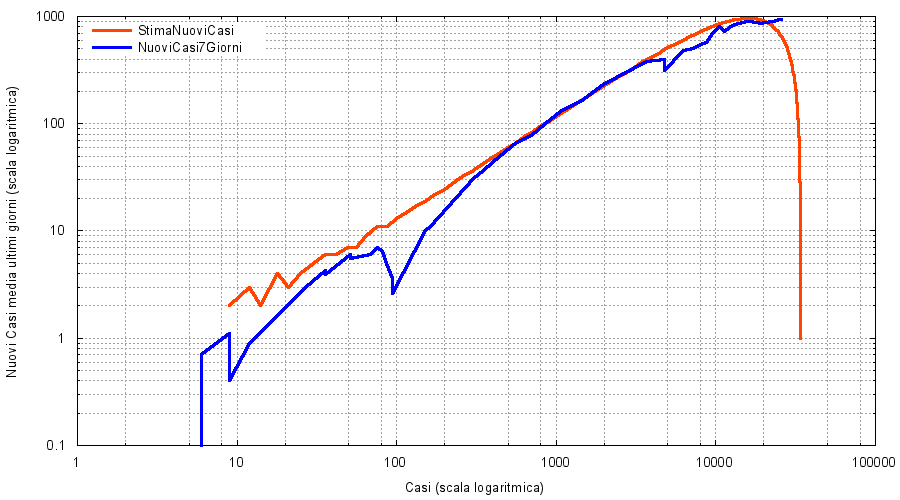 1000
StimaNuoviCasi
NuoviCasi7Giorni
100
10
1
0.1
Nuovi Casi media ultimi giorni (scala logaritmica)
1 10 100 1000 10000 100000
Casi (scala logaritmica)